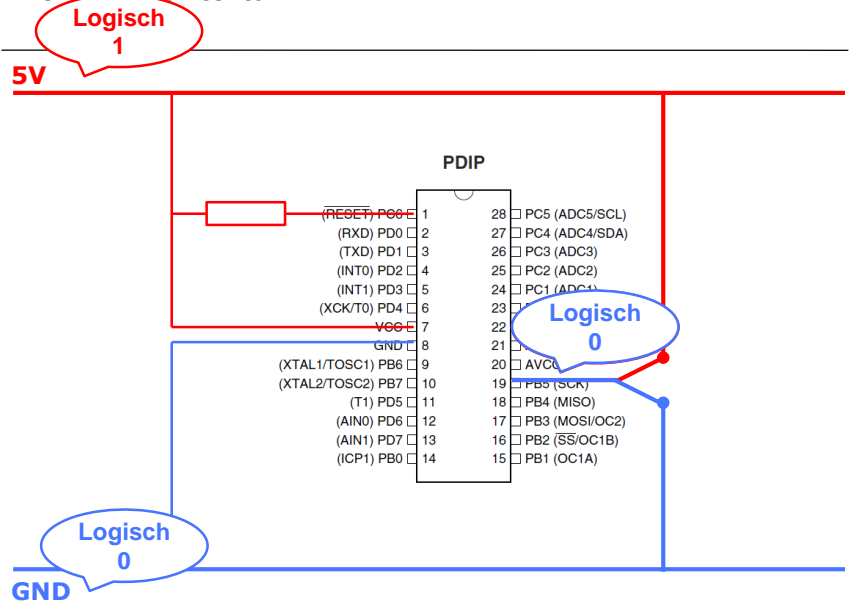 Logisch
1
5V
PDIP
(RESET) PC6 1
(RXD) PD0 2
(TXD) PD1 3
(INT0) PD2 4
(INT1) PD3 5
(XCK/T0) PD4 6
VCC 7
GND 8
(XTAL1/TOSC1) PB6 9
(XTAL2/TOSC2) PB7 10
(T1) PD5 11
(AIN0) PD6 12
(AIN1) PD7 13
(ICP1) PB0 14
28 PC5 (ADC5/SCL)
27 PC4 (ADC4/SDA)
26 PC3 (ADC3)
25 PC2 (ADC2)
24 PC1 (ADC1)
23
22
21
20 AVCC
19 PB5 (SCK)
18 PB4 (MISO)
17 PB3 (MOSI/OC2)
16 PB2 (SS/OC1B)
15 PB1 (OC1A)
Logisch
0
Logisch
0
GND